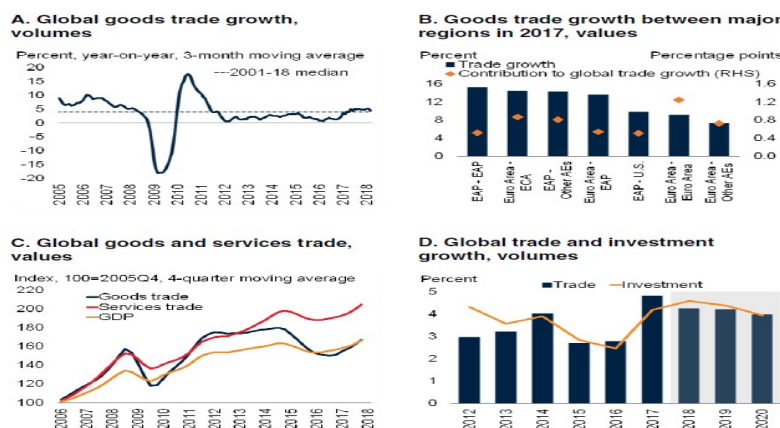 A. Global goods trade growth,
volumes
Percent, year-on-year, 3-month moving average
---2001-18 median
20
15
10
5
0
-5
-10
-15
-20
2005
2006
2007
2008
2009
2010
2011
2012
2013
2014
2015
2016
2017
2018
B. Goods trade growth between major
regions in 2017, values
Percent
Percentage points
Trade growth
Contribution to global trade growth (RHS)
16
12
8
4
0
1.6
1.2
0.8
0.4
0.0
EAP - EAP
Euro Area -
ECA
EAP -
Other AEs
Euro Area -
EAP
EAP - U.S.
Euro Area -
Euro Area
Euro Area -
Other AEs
C. Global goods and services trade,
values
Index, 100=2005Q4, 4-quarter moving average
Goods trade
Services trade
GDP
220
200
180
160
140
120
100
2006
2007
2008
2009
2010
2011
2012
2013
2014
2015
2016
2017
2018
D. Global trade and investment
growth, volumes
Percent
Trade
Investment
5
4
3
2
1
0
2012
2013
2014
2015
2016
2017
2018
2019
2020